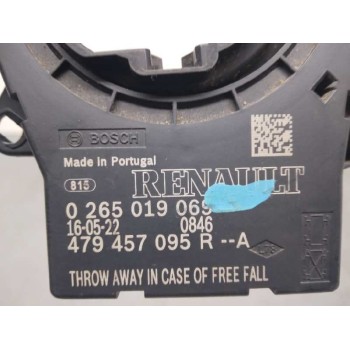 BOSCH
Made in Portugal
815 RENAULT
0 265 019 069
16-05-22 0846
479 457 095 R --A
THROW AWAY IN CASE OF FREE FALL